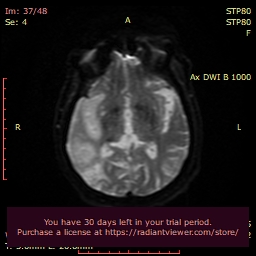 Im: 37/48
STP80
Se: 4
STP80
F
A
Ax DWI B 1000
R
L
You have 30 days left in your trial period.
Purchase a license at https://radiantviewer.com/store/